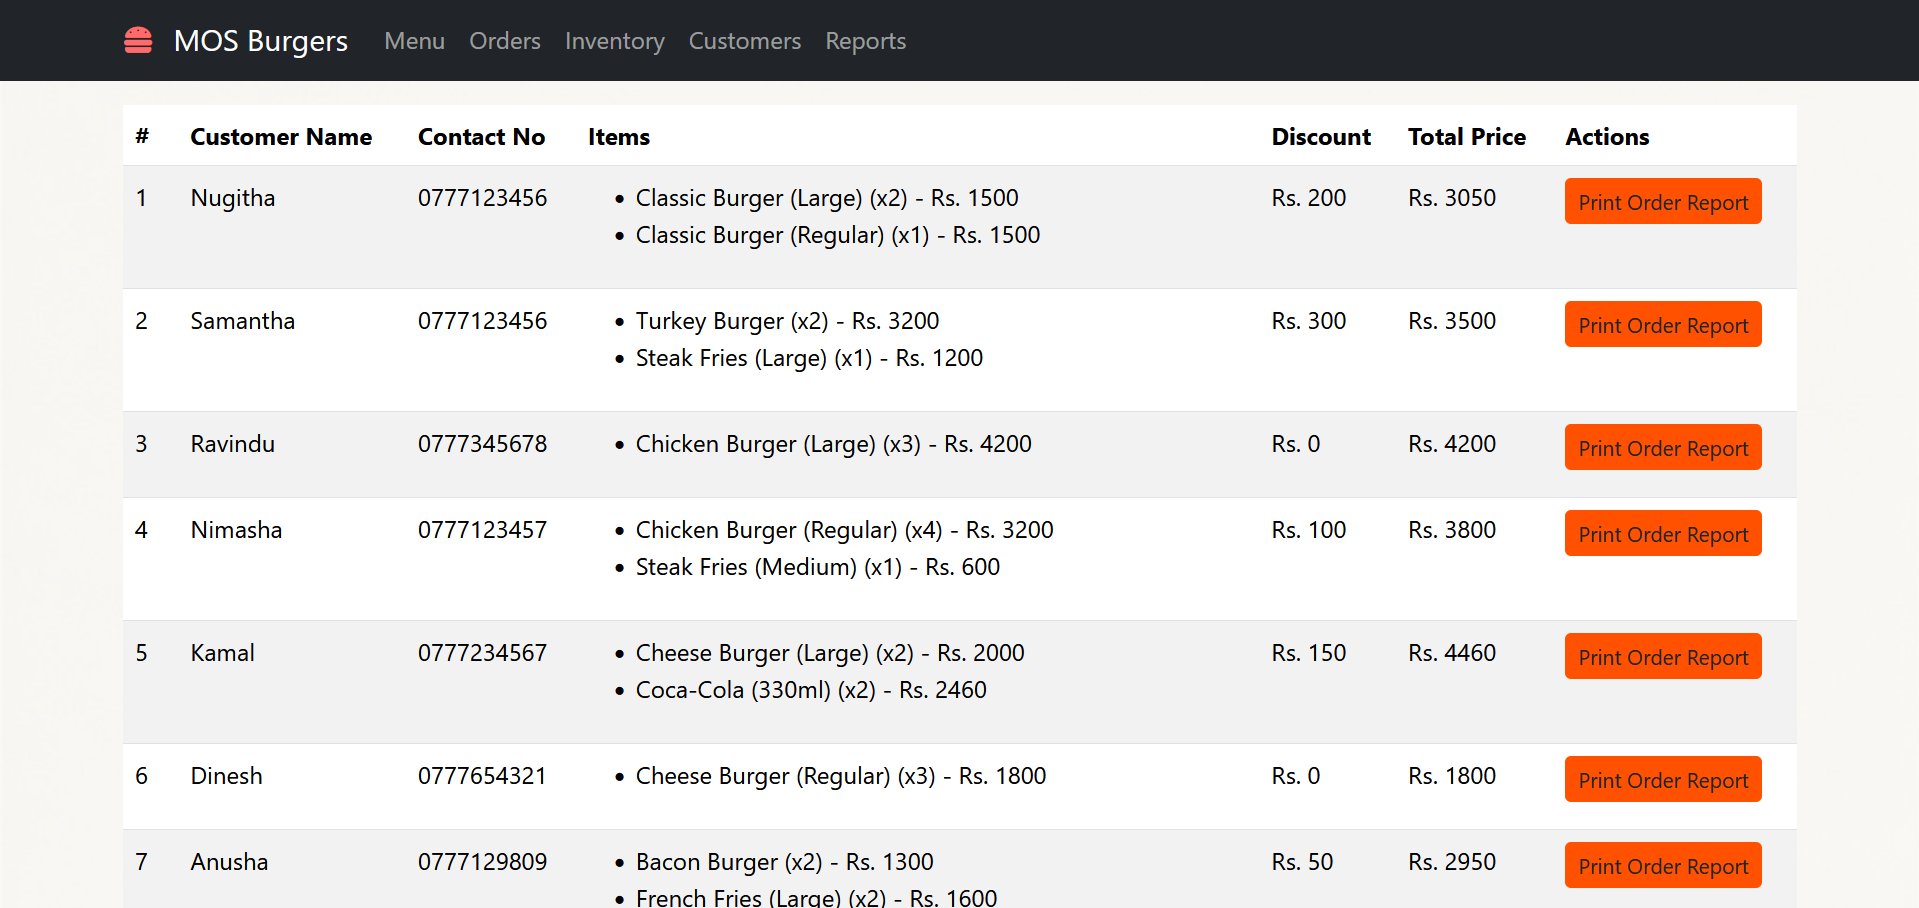 MOS Burgers Menu Orders Inventory Customers Reports
# Customer Name Contact No Items Discount Total Price Actions
1 Nugitha 0777123456 • Classic Burger (Large) (x2) - Rs. 1500 Rs. 200 Rs. 3050 Print Order Report
• Classic Burger (Regular) (x1) - Rs. 1500
2 Samantha 0777123456 • Turkey Burger (x2) - Rs. 3200 Rs. 300 Rs. 3500 Print Order Report
• Steak Fries (Large) (x1) - Rs. 1200
3 Ravindu 0777345678 • Chicken Burger (Large) (x3) - Rs. 4200 Rs. 0 Rs. 4200 Print Order Report
4 Nimasha 0777123457 • Chicken Burger (Regular) (x4) - Rs. 3200 Rs. 100 Rs. 3800 Print Order Report
• Steak Fries (Medium) (x1) - Rs. 600
5 Kamal 0777234567 • Cheese Burger (Large) (x2) - Rs. 2000 Rs. 150 Rs. 4460 Print Order Report
• Coca-Cola (330ml) (x2) - Rs. 2460
6 Dinesh 0777654321 • Cheese Burger (Regular) (x3) - Rs. 1800 Rs. 0 Rs. 1800 Print Order Report
7 Anusha 0777129809 • Bacon Burger (x2) - Rs. 1300 Rs. 50 Rs. 2950 Print Order Report
• French Fries (Large) (x2) - Rs. 1600